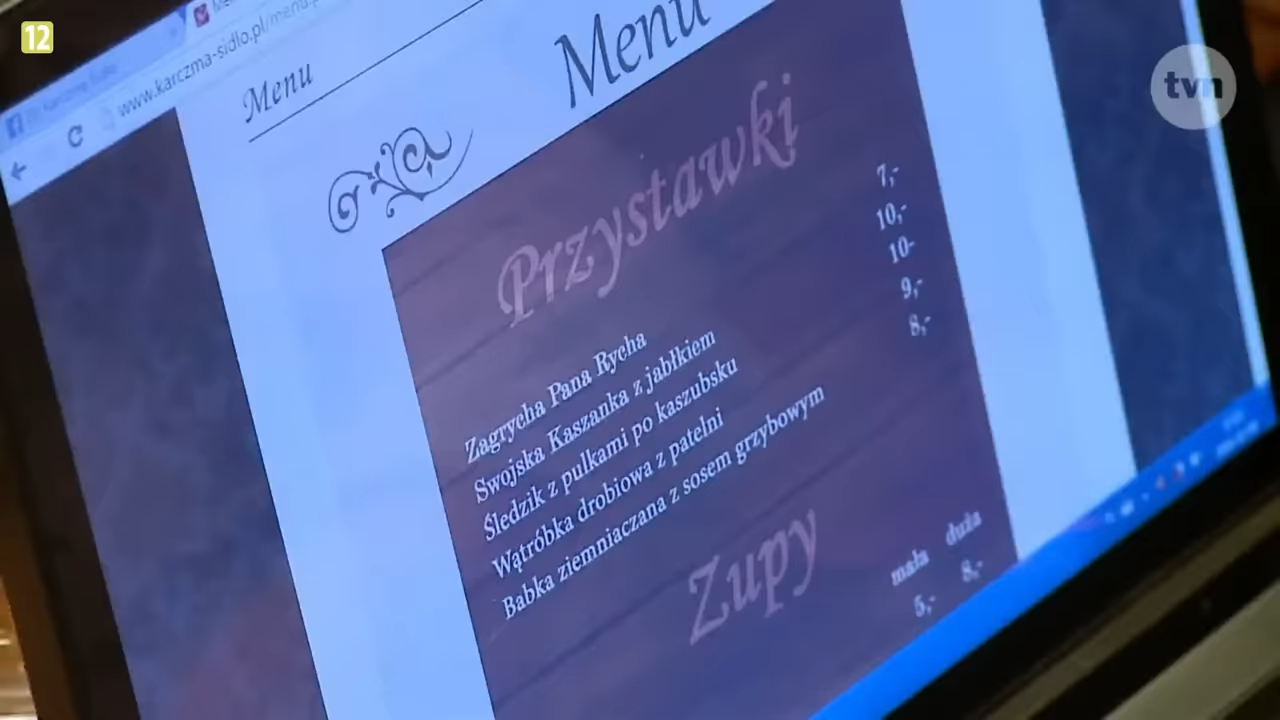 12
www.karczma-sidlo.pl/menu
tvn
Menu
Menu
Przystawki
Zagrycha Pana Rycha 7,-
Swojska Kaszanka z jabłkiem 10,-
Śledzik z pulkami po kaszubsku 10-
Wątróbka drobiowa z patelni 9,-
Babka ziemniaczana z sosem grzybowym 8,-
Zupy
mała duża
5,- 8,-